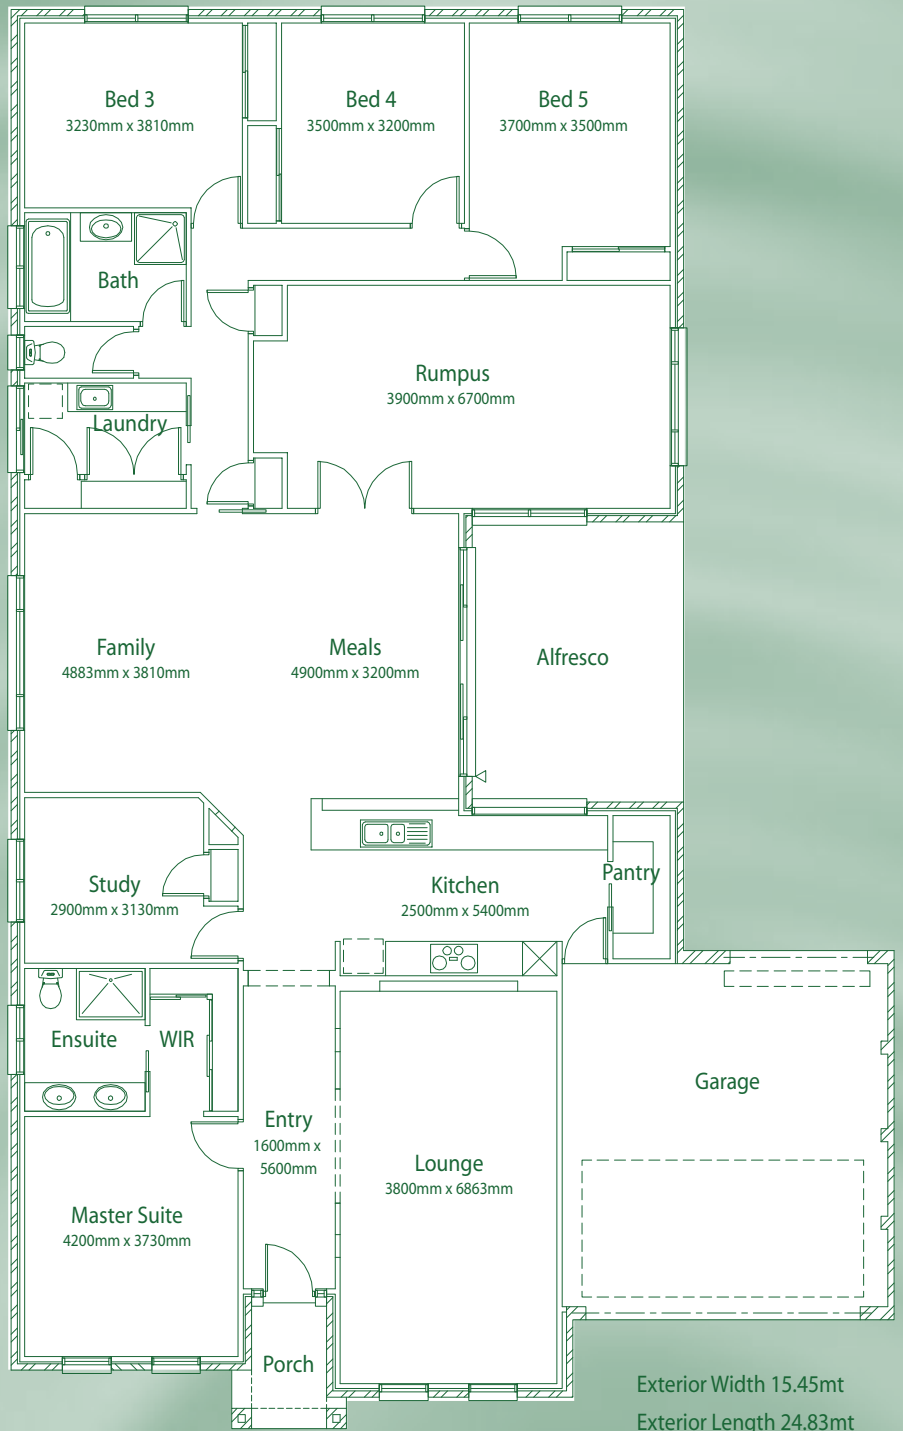 Bed 3
3230mm x 3810mm
Bed 4
3500mm x 3200mm
Bed 5
3700mm x 3500mm
Bath
Rumpus
3900mm x 6700mm
Laundry
Family
4883mm x 3810mm
Meals
4900mm x 3200mm
Alfresco
Study
2900mm x 3130mm
Kitchen
2500mm x 5400mm
Pantry
Ensuite
WIR
Entry
1600mm x
5600mm
Lounge
3800mm x 6863mm
Garage
Master Suite
4200mm x 3730mm
Porch
Exterior Width 15.45mt
Exterior Length 24.83mt